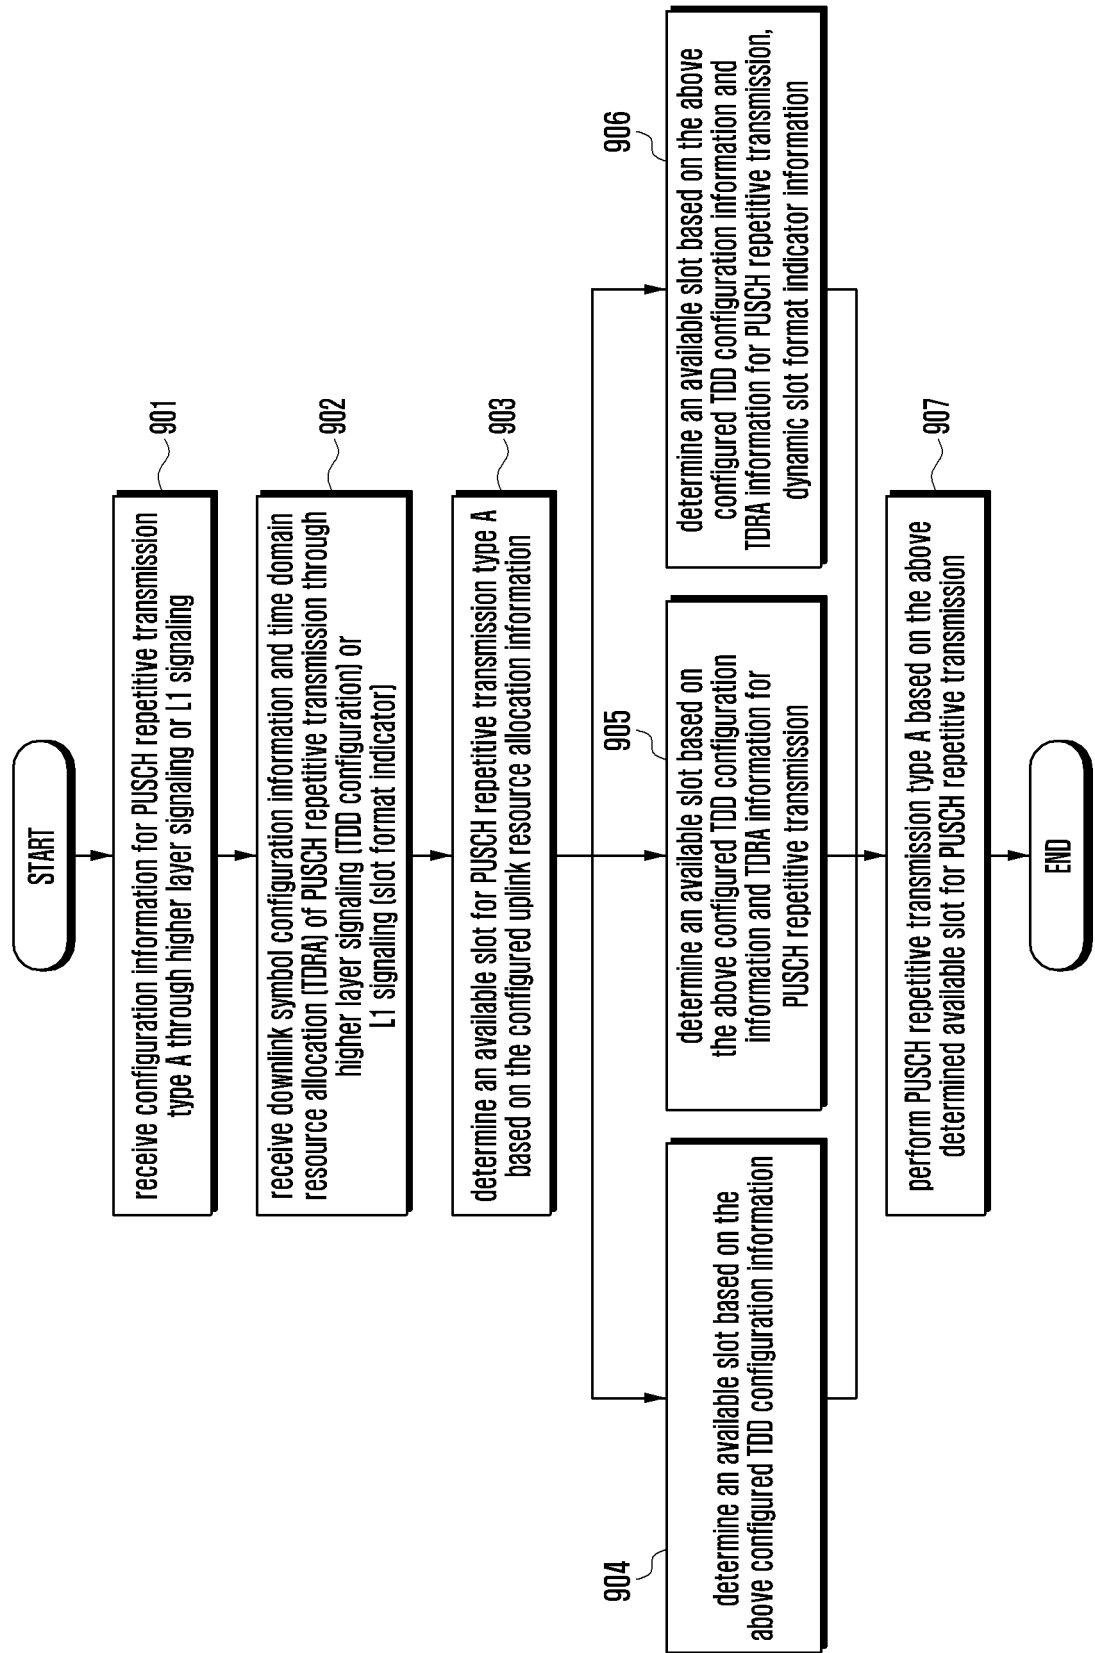 START
901
receive configuration information for PUSCH repetitive transmission
type A through higher layer signaling or L1 signaling
902
receive downlink symbol configuration information and time domain
resource allocation (TDRA) of PUSCH repetitive transmission through
higher layer signaling (TDD configuration) or
L1 signaling (slot format indicator)
903
determine an available slot for PUSCH repetitive transmission type A
based on the configured uplink resource allocation information
904
determine an available slot based on the
above configured TDD configuration information
905
determine an available slot based on
the above configured TDD configuration
information and TDRA information for
PUSCH repetitive transmission
906
determine an available slot based on the above
configured TDD configuration information and
TDRA information for PUSCH repetitive transmission,
dynamic slot format indicator information
907
perform PUSCH repetitive transmission type A based on the above
determined available slot for PUSCH repetitive transmission
END